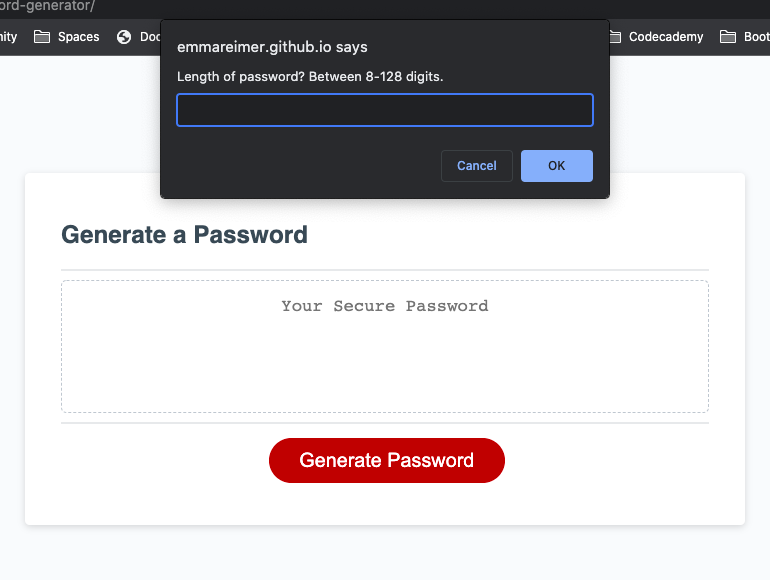 ord-generator/
nity Spaces Doc Codecademy Boot
emmareimer.github.io says
Length of password? Between 8-128 digits.
Cancel OK
Generate a Password
Your Secure Password
Generate Password